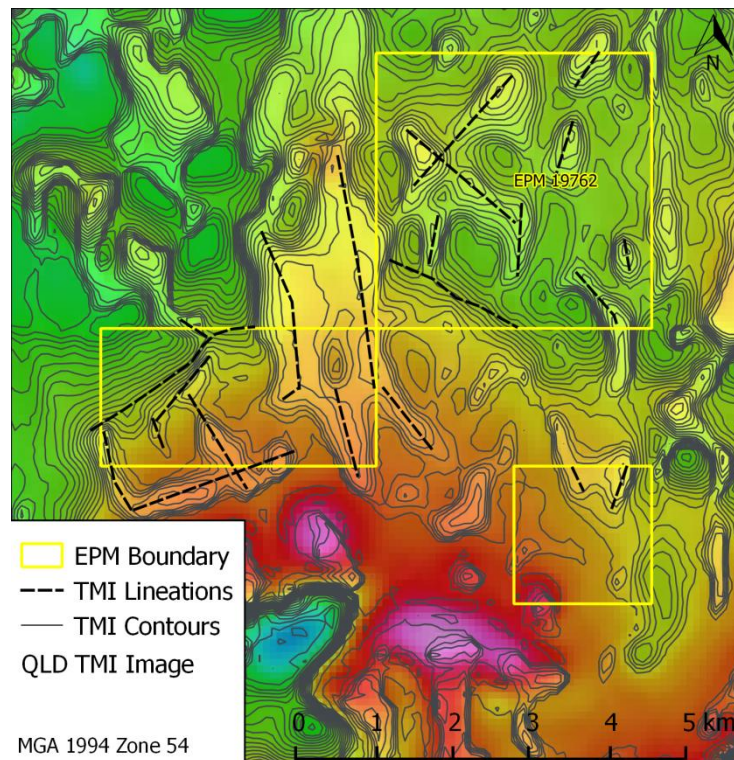 N
EPM 19762
EPM Boundary
TMI Lineations
TMI Contours
QLD TMI Image
MGA 1994 Zone 54
0 1 2 3 4 5 km